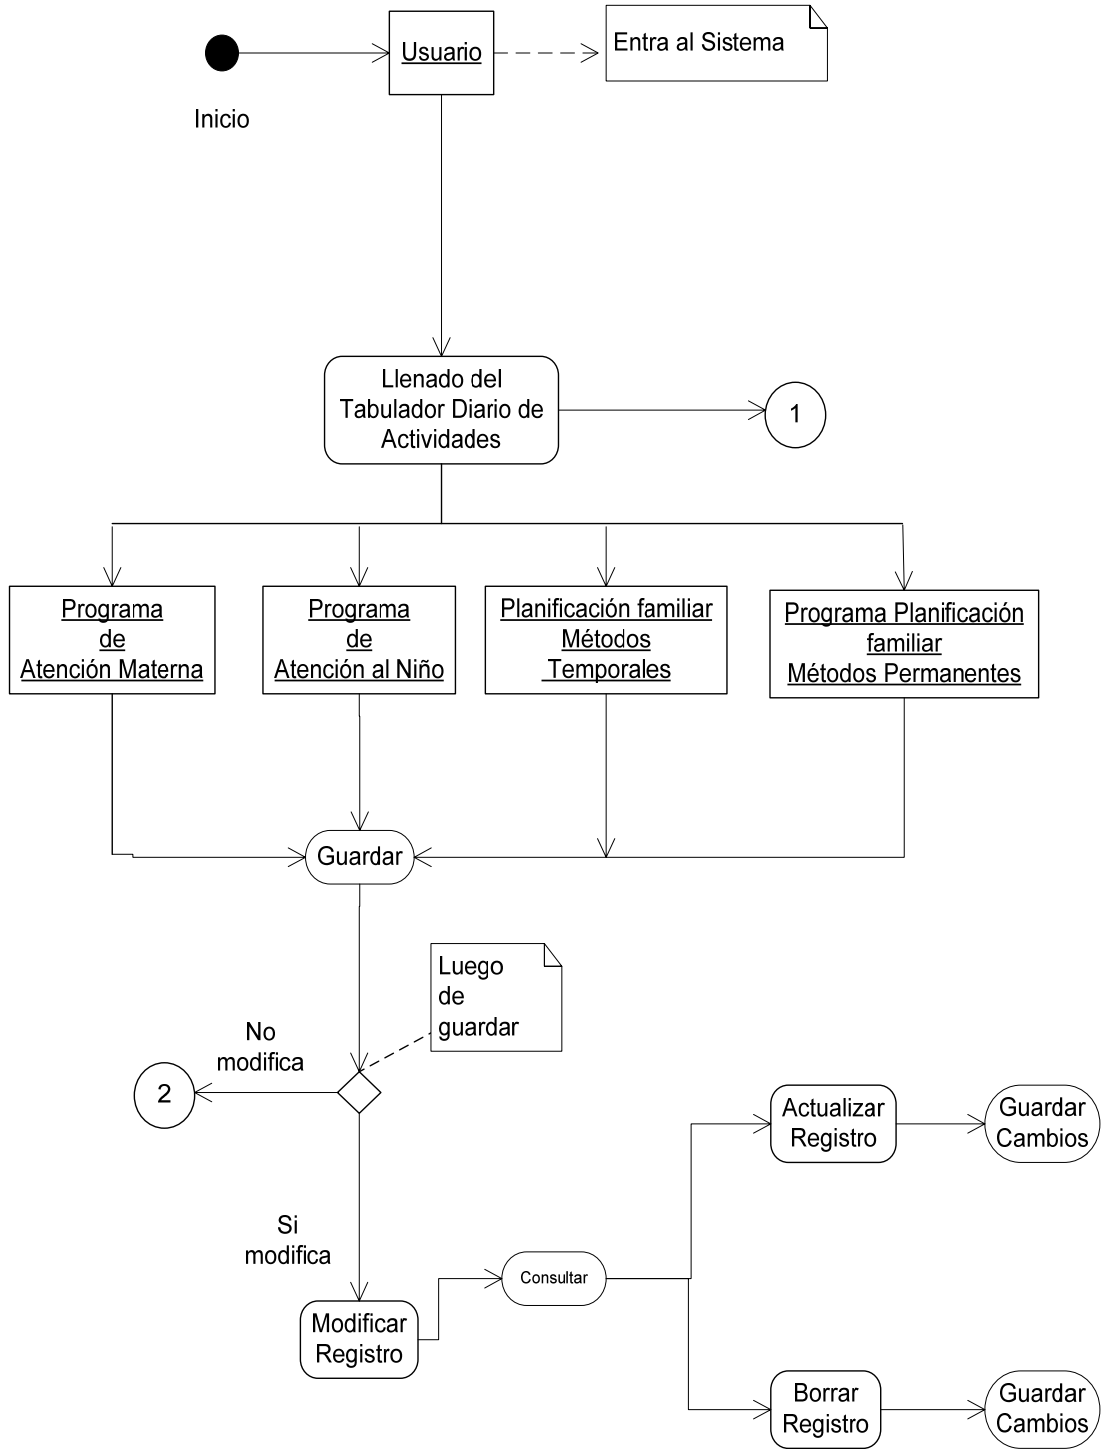 Usuario
Entra al Sistema
Inicio
Llenado del
Tabulador Diario de
Actividades
1
Programa
de
Atención Materna
Programa
de
Atención al Niño
Planificación familiar
Métodos
Temporales
Programa Planificación
familiar
Métodos Permanentes
Guardar
Luego
de
guardar
No
modifica
2
Actualizar
Registro
Guardar
Cambios
Si
modifica
Consultar
Modificar
Registro
Borrar
Registro
Guardar
Cambios